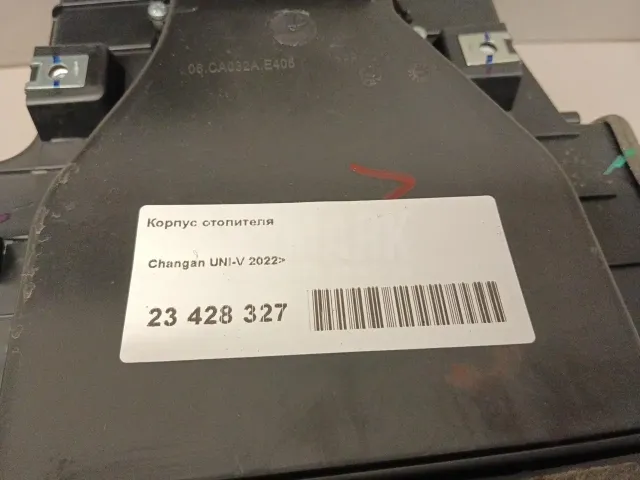 08.CA032A.E406
Корпус отопителя
Changan UNI-V 2022>
23 428 327